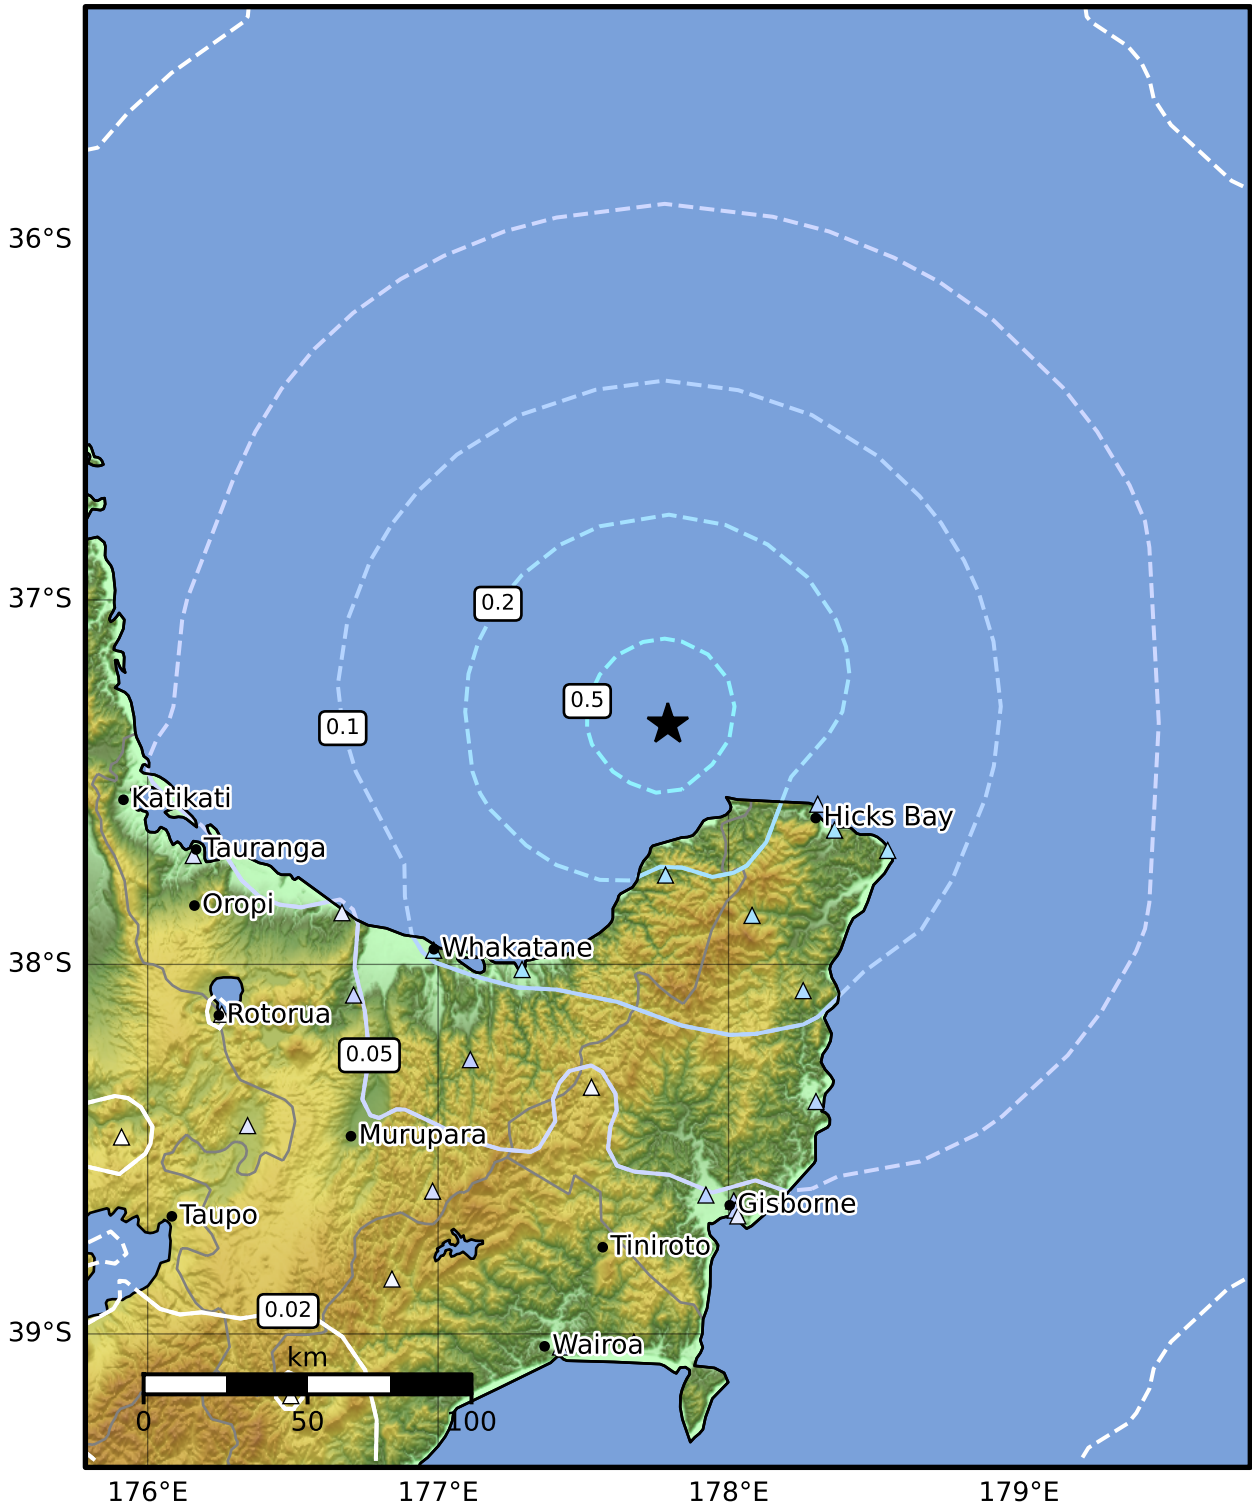 36°S
37°S
0.2
0.5
0.1
Katikati
Hicks Bay
Tauranga
Oropi
Whakatane
38°S
Rotorua
0.05
Murupara
Gisborne
Taupo
Tiniroto
0.02
39°S
Wairoa
km
0 50 100
176°E 177°E 178°E 179°E